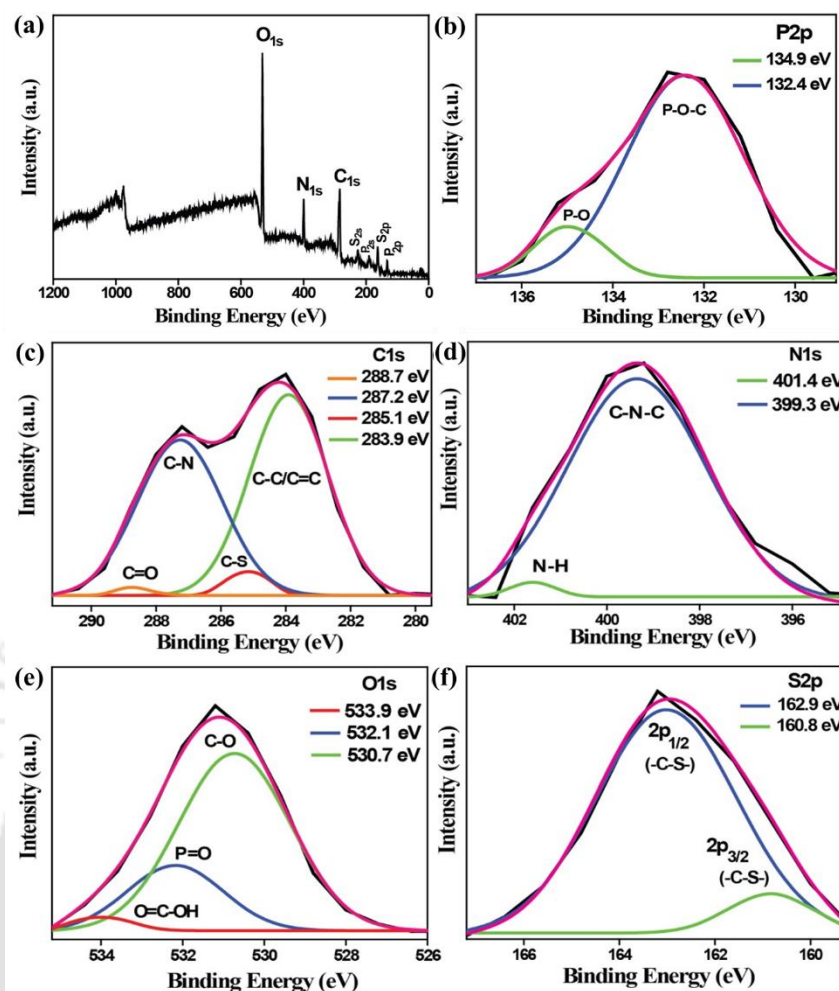 (a)
O1s
N1s
C1s
S2s
P2s
S2p
P2p
Intensity (a.u.)
1200 1000 800 600 400 200 0
Binding Energy (eV)
(b)
P2p
134.9 eV
132.4 eV
P-O-C
P-O
Intensity (a.u.)
136 134 132 130
Binding Energy (eV)
(c)
C1s
288.7 eV
287.2 eV
285.1 eV
283.9 eV
C-N
C-C/C=C
C=O
C-S
Intensity (a.u.)
290 288 286 284 282 280
Binding Energy (eV)
(d)
N1s
401.4 eV
399.3 eV
C-N-C
N-H
Intensity (a.u.)
402 400 398 396
Binding Energy (eV)
(e)
O1s
533.9 eV
532.1 eV
530.7 eV
C-O
P=O
O=C-OH
Intensity (a.u.)
534 532 530 528 526
Binding Energy (eV)
(f)
S2p
162.9 eV
160.8 eV
2p1/2
(-C-S-)
2p3/2
(-C-S-)
Intensity (a.u.)
166 164 162 160
Binding Energy (eV)